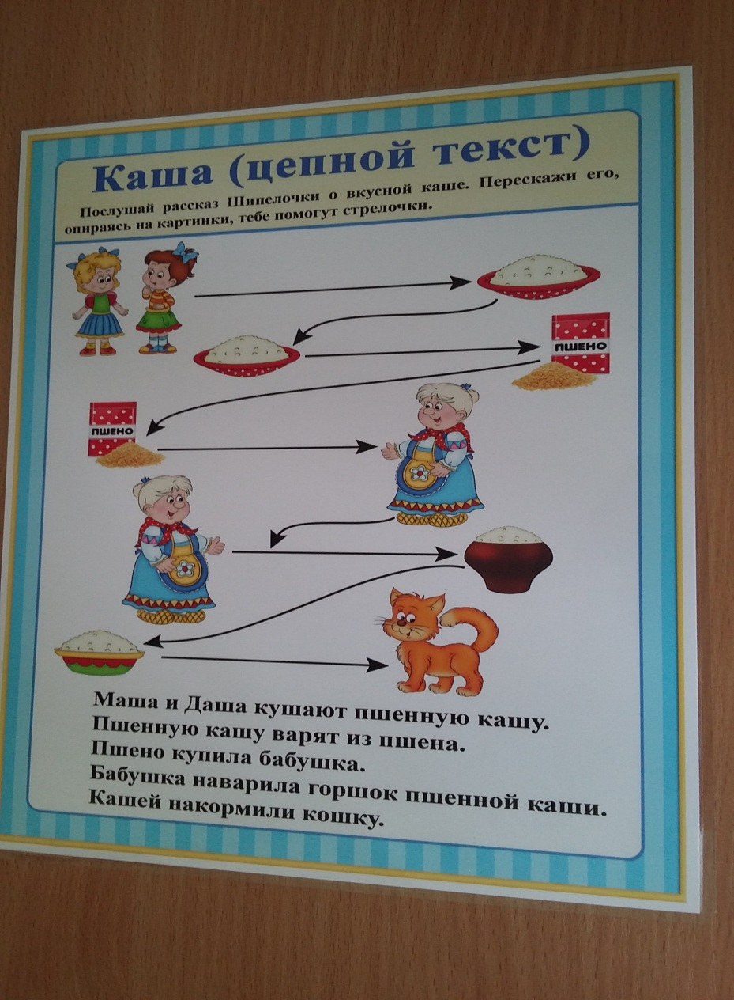 Каша (цепной текст)
Послушай рассказ Шипелочки о вкусной каше. Перескажи его,
опираясь на картинки, тебе помогут стрелочки.
ПШЕНО
ПШЕНО
Маша и Даша кушают пшенную кашу.
Пшенную кашу варят из пшена.
Пшено купила бабушка.
Бабушка наварила горшок пшенной каши.
Кашей накормили кошку.